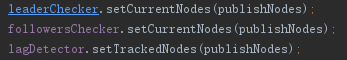 leaderChecker.setCurrentNodes(publishNodes);
followersChecker.setCurrentNodes(publishNodes);
lagDetector.setTrackedNodes(publishNodes);